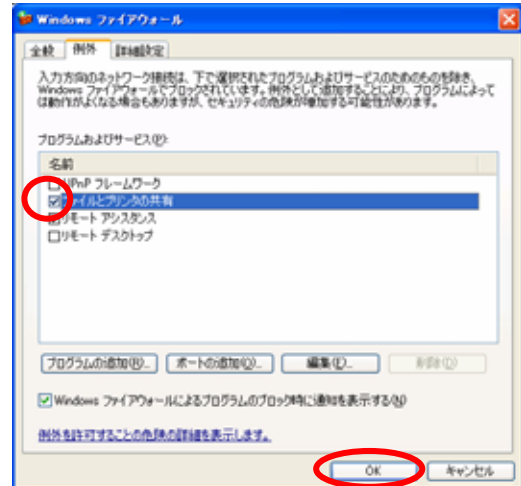 Windows ファイアウォール
全般 例外 詳細設定
入力方向のネットワーク接続は、下で選択されたプログラムおよびサービスのためのものを除き、
Windows ファイアウォールでブロックされています。例外として追加することにより、プログラムによって
は動作がよくなる場合もありますが、セキュリティの危険が増加する可能性があります。
プログラムおよびサービス(P):
名前
UPnP フレームワーク
ファイルとプリンタの共有
リモート アシスタンス
リモート デスクトップ
プログラムの追加(R)... ポートの追加(O)... 編集(E)... 削除(D)
Windows ファイアウォールによるプログラムのブロック時に通知を表示する(N)
例外を許可することの危険の詳細を表示します。
OK キャンセル